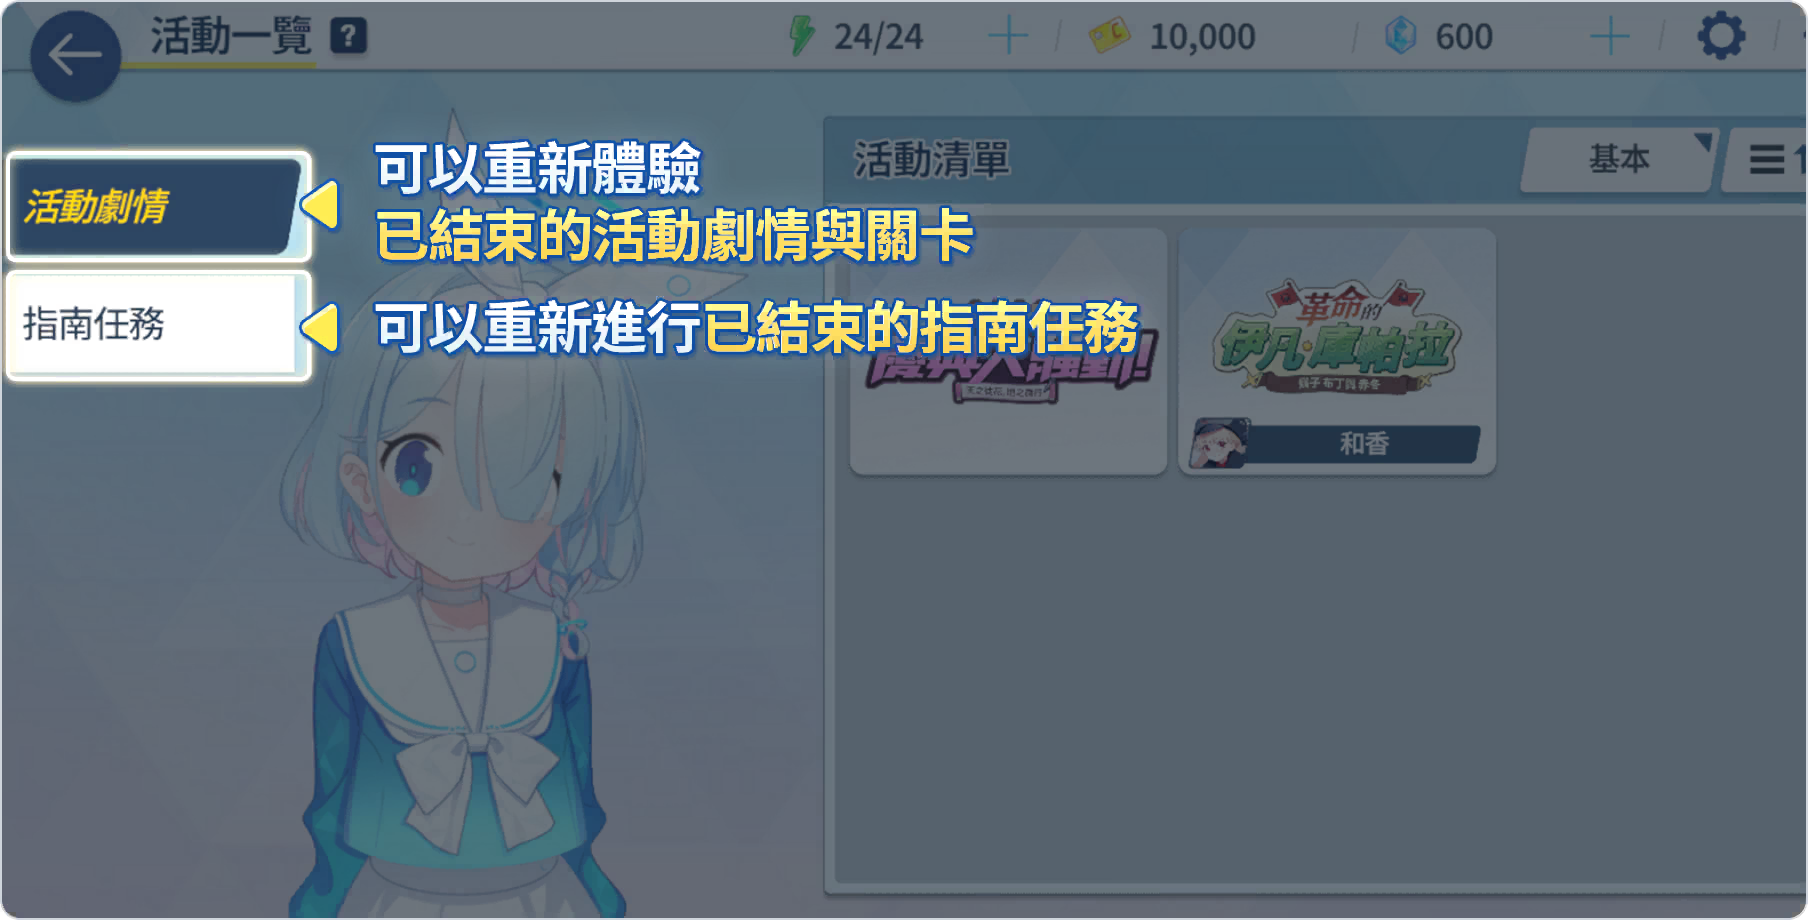 活動一覽 ?
24/24
10,000
600
活動劇情
可以重新體驗
已結束的活動劇情與關卡
指南任務
可以重新進行已結束的指南任務
活動清單
基本
革命的
伊凡·庫帕拉
和香